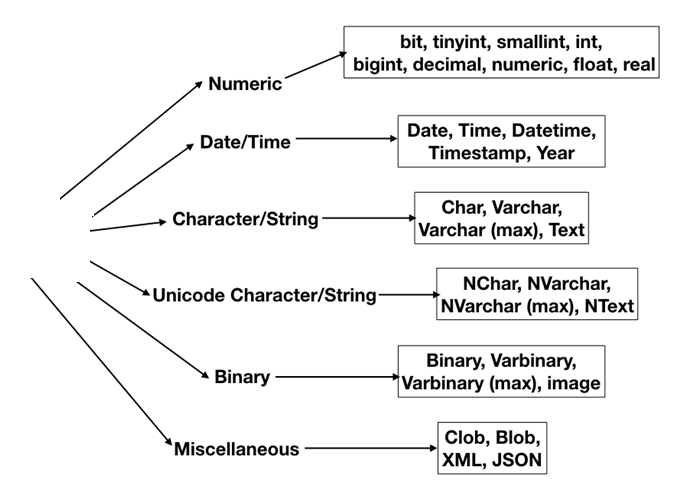 Numeric
bit, tinyint, smallint, int,
bigint, decimal, numeric, float, real
Date/Time
Date, Time, Datetime,
Timestamp, Year
Character/String
Char, Varchar,
Varchar (max), Text
Unicode Character/String
NChar, NVarchar,
NVarchar (max), NText
Binary
Binary, Varbinary,
Varbinary (max), image
Miscellaneous
Clob, Blob,
XML, JSON